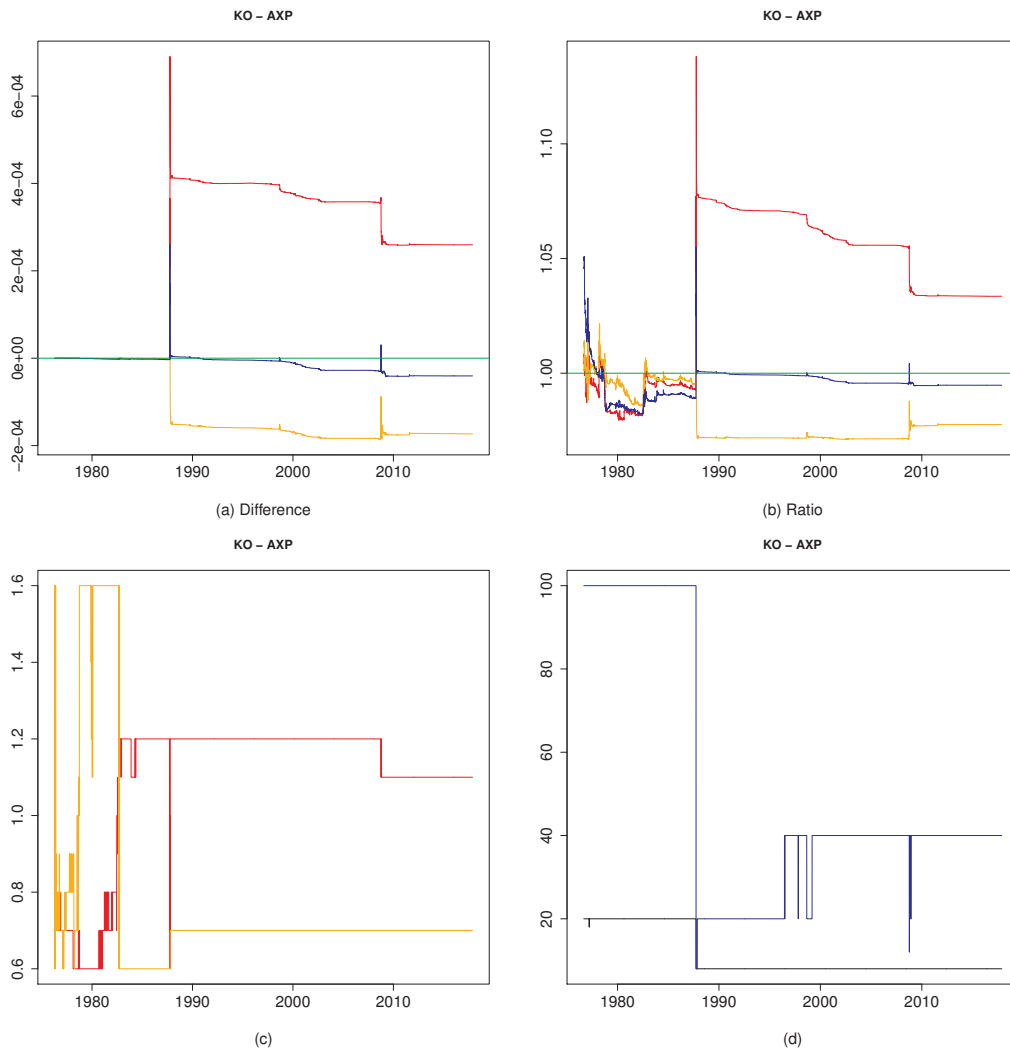 KO − AXP
6e−04
4e−04
2e−04
0e+00
−2e−04
1980 1990 2000 2010
(a) Difference
KO − AXP
1.10
1.05
1.00
1980 1990 2000 2010
(b) Ratio
KO − AXP
1.6
1.4
1.2
1.0
0.8
0.6
1980 1990 2000 2010
(c)
KO − AXP
100
80
60
40
20
1980 1990 2000 2010
(d)